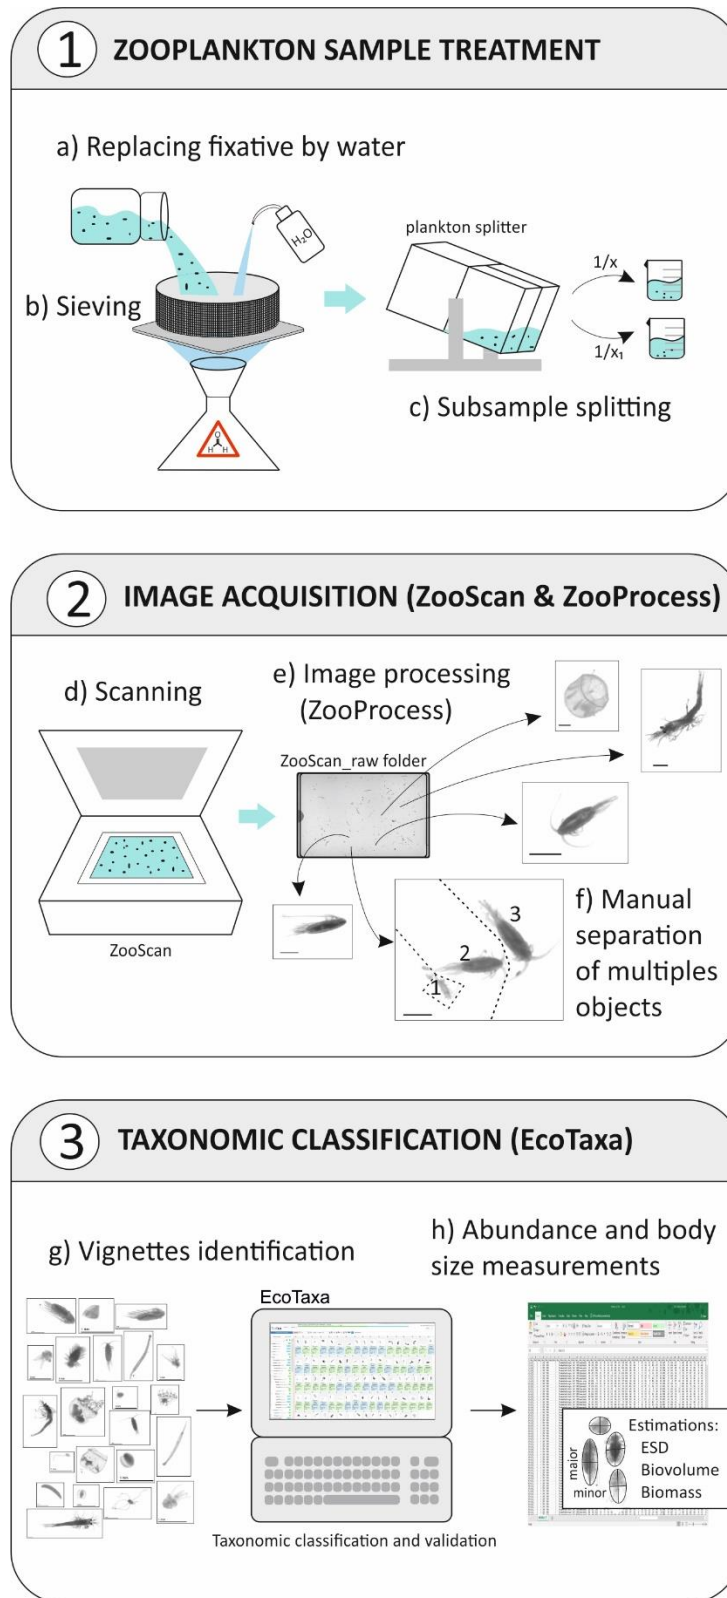 1 ZOOPLANKTON SAMPLE TREATMENT
a) Replacing fixative by water
H₂O
plankton splitter
1/x
b) Sieving
1/x₁
c) Subsample splitting
O
H H
2 IMAGE ACQUISITION (ZooScan & ZooProcess)
d) Scanning
e) Image processing
(ZooProcess)
ZooScan_raw folder
ZooScan
1
2
3
f) Manual
separation
of multiples
objects
3 TAXONOMIC CLASSIFICATION (EcoTaxa)
g) Vignettes identification
h) Abundance and body
size measurements
EcoTaxa
Taxonomic classification and validation
Estimations:
ESD
Biovolume
Biomass
major
minor